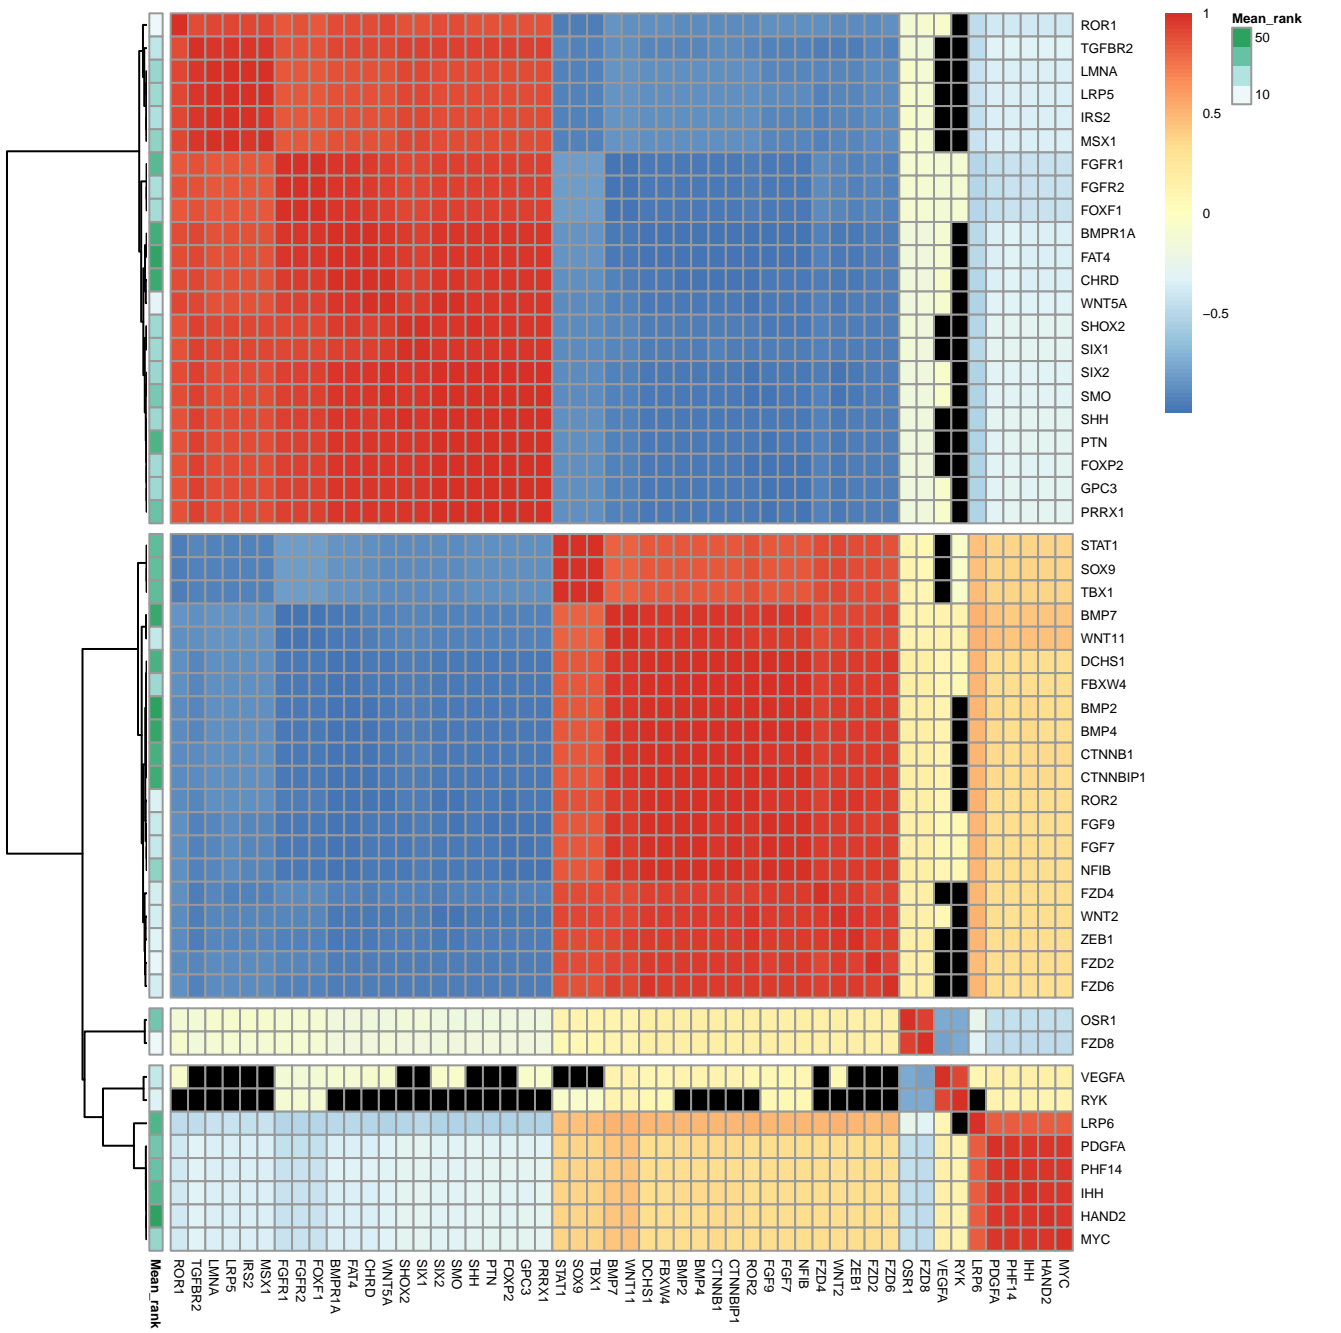 1
0.5
0
−0.5
Mean_rank
50
10
ROR1
TGFBR2
LMNA
LRP5
IRS2
MSX1
FGFR1
FGFR2
FOXF1
BMPR1A
FAT4
CHRD
WNT5A
SHOX2
SIX1
SIX2
SMO
SHH
PTN
FOXP2
GPC3
PRRX1
STAT1
SOX9
TBX1
BMP7
WNT11
DCHS1
FBXW4
BMP2
BMP4
CTNNB1
CTNNBIP1
ROR2
FGF9
FGF7
NFIB
FZD4
WNT2
ZEB1
FZD2
FZD6
OSR1
FZD8
VEGFA
RYK
LRP6
PDGFA
PHF14
IHH
HAND2
MYC
Mean_rank
ROR1
TGFBR2
LMNA
LRP5
IRS2
MSX1
FGFR1
FGFR2
FOXF1
BMPR1A
FAT4
CHRD
WNT5A
SHOX2
SIX1
SIX2
SMO
SHH
PTN
FOXP2
GPC3
PRRX1
STAT1
SOX9
TBX1
BMP7
WNT11
DCHS1
FBXW4
BMP2
BMP4
CTNNB1
CTNNBIP1
ROR2
FGF9
FGF7
NFIB
FZD4
WNT2
ZEB1
FZD2
FZD6
OSR1
FZD8
VEGFA
RYK
LRP6
PDGFA
PHF14
IHH
HAND2
MYC